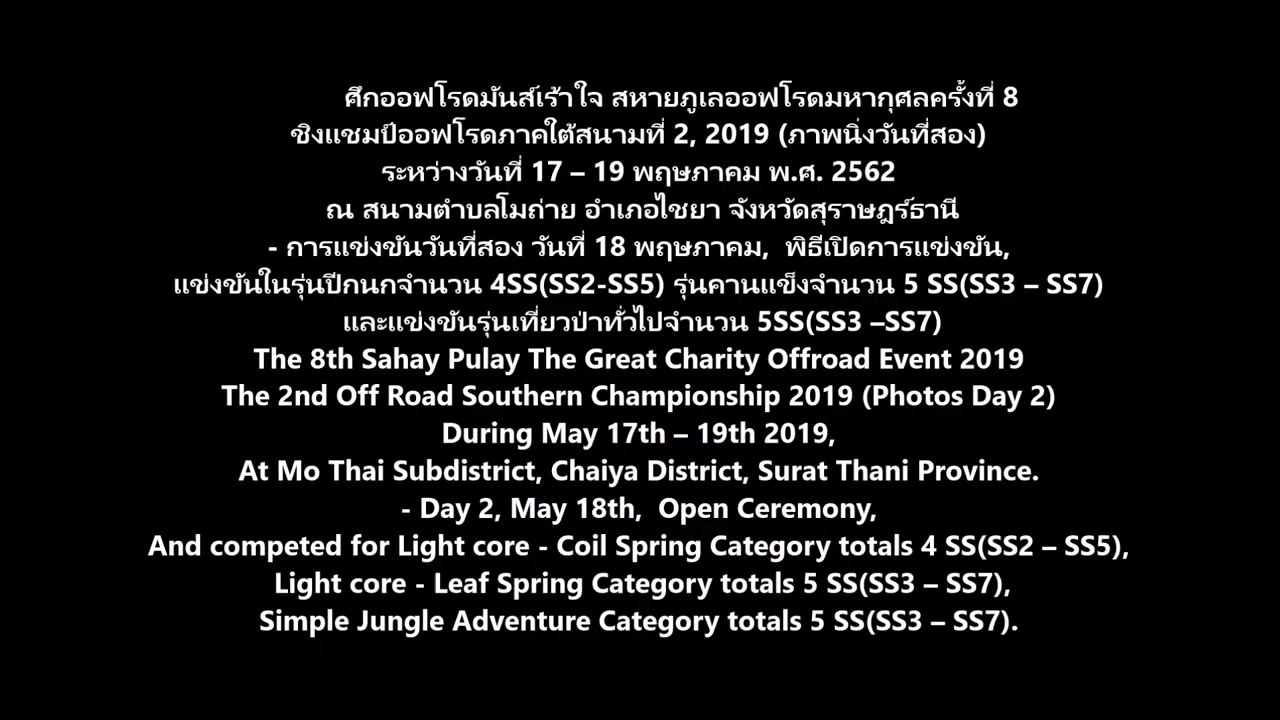 ศึกออฟโรดมันส์เร้าใจ สหายภูเลออฟโรดมหากุศลครั้งที่ 8
ชิงแชมป์ออฟโรดภาคใต้สนามที่ 2, 2019 (ภาพนิ่งวันที่สอง)
ระหว่างวันที่ 17 – 19 พฤษภาคม พ.ศ. 2562
ณ สนามตำบลโมถ่าย อำเภอไชยา จังหวัดสุราษฎร์ธานี
- การแข่งขันวันที่สอง วันที่ 18 พฤษภาคม,  พิธีเปิดการแข่งขัน,
แข่งขันในรุ่นปีกนกจำนวน 4SS(SS2-SS5) รุ่นคานแข็งจำนวน 5 SS(SS3 – SS7)
และแข่งขันรุ่นเที่ยวป่าทั่วไปจำนวน 5SS(SS3 –SS7)
The 8th Sahay Pulay The Great Charity Offroad Event 2019
The 2nd Off Road Southern Championship 2019 (Photos Day 2)
During May 17th – 19th 2019,
At Mo Thai Subdistrict, Chaiya District, Surat Thani Province.
- Day 2, May 18th,  Open Ceremony,
And competed for Light core - Coil Spring Category totals 4 SS(SS2 – SS5),
Light core - Leaf Spring Category totals 5 SS(SS3 – SS7),
Simple Jungle Adventure Category totals 5 SS(SS3 – SS7).